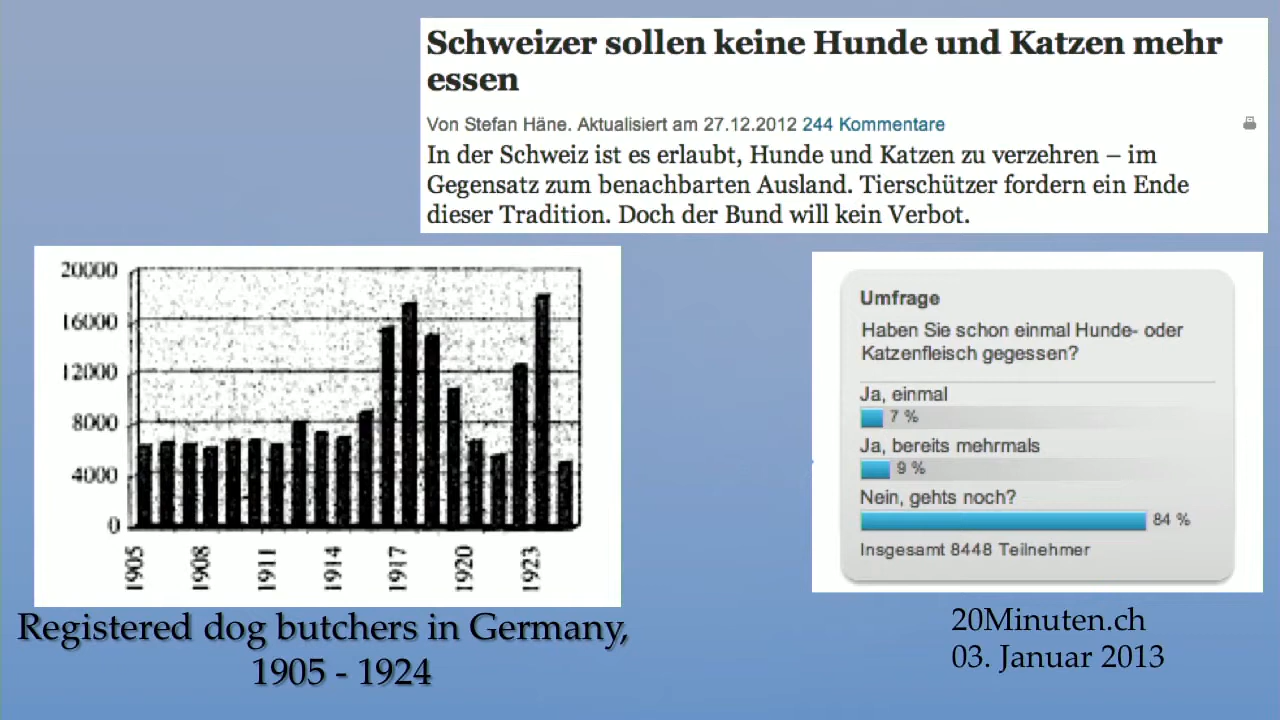 Schweizer sollen keine Hunde und Katzen mehr
essen
Von Stefan Häne. Aktualisiert am 27.12.2012 244 Kommentare
In der Schweiz ist es erlaubt, Hunde und Katzen zu verzehren – im
Gegensatz zum benachbarten Ausland. Tierschützer fordern ein Ende
dieser Tradition. Doch der Bund will kein Verbot.
20000
16000
12000
8000
4000
0
1905 1908 1911 1914 1917 1920 1923
Registered dog butchers in Germany,
1905 - 1924
Umfrage
Haben Sie schon einmal Hunde- oder
Katzenfleisch gegessen?
Ja, einmal
7 %
Ja, bereits mehrmals
9 %
Nein, gehts noch?
84 %
Insgesamt 8448 Teilnehmer
20Minuten.ch
03. Januar 2013